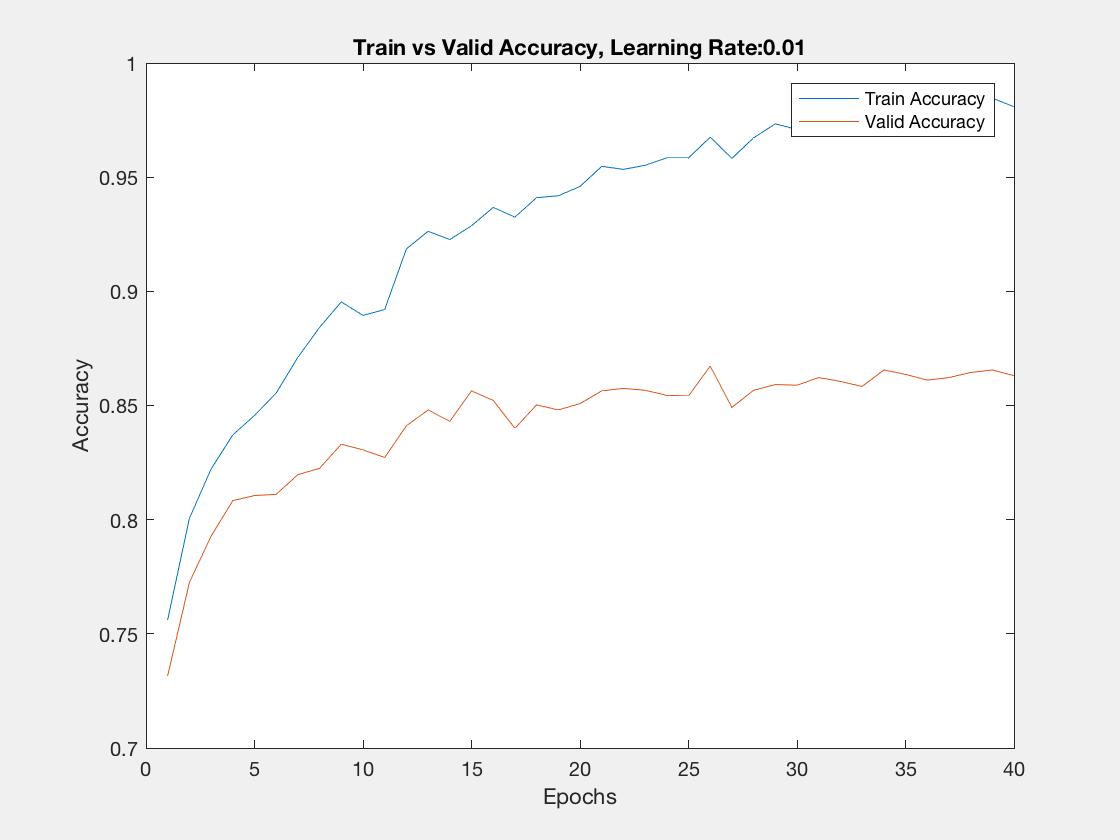 Train vs Valid Accuracy, Learning Rate:0.01
Train Accuracy
Valid Accuracy
1
0.95
0.9
0.85
0.8
0.75
0.7
Accuracy
0 5 10 15 20 25 30 35 40
Epochs